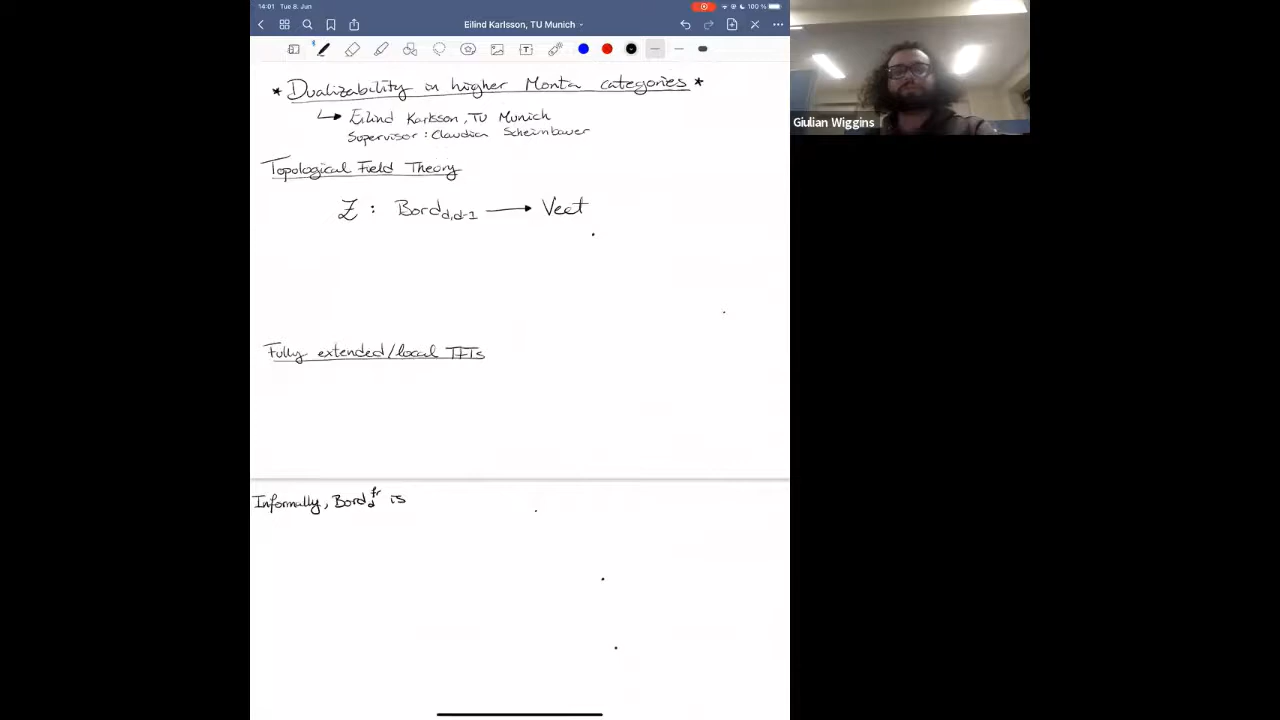 14:01 Tue 8. Jun
100 %
Eilind Karlsson, TU Munich
* Dualizability in higher Morita categories *
↳ Eilind Karlsson, TU Munich
Supervisor: Claudia Scheimbauer
Topological Field Theory
Z : Bord_{d,d-1} ⟶ Vect
Fully extended/local TFTs
Informally, Bord_d^{fr} is
Giulian Wiggins